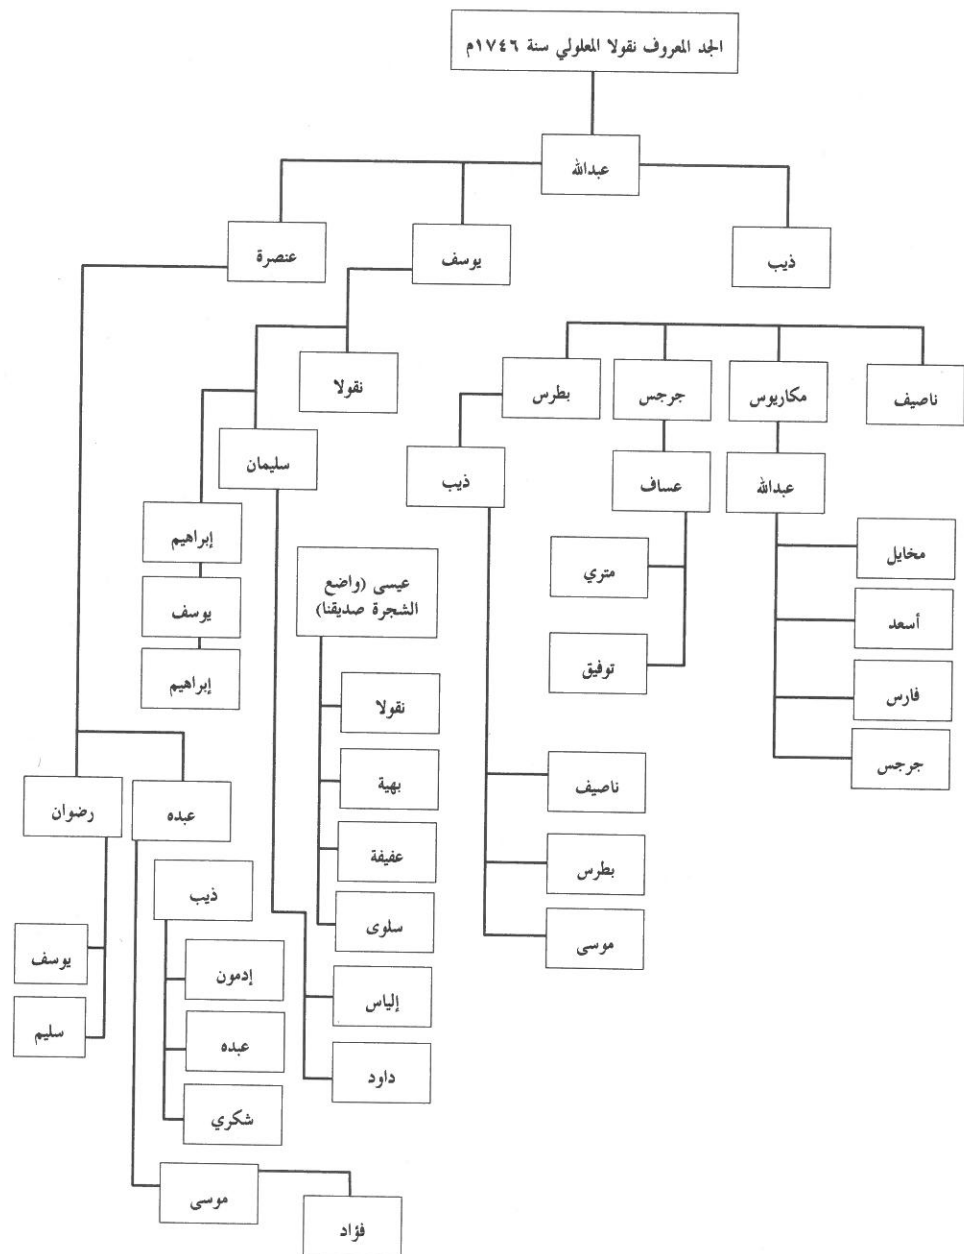 الجد المعروف نقولا المعلولي سنة ١٧٤٦م
عبدالله
ذيب
يوسف
عنصرة
ناصيف
مكاريوس
جرجس
بطرس
نقولا
سليمان
عبدالله
عساف
ذيب
إبراهيم
يوسف
إبراهيم
مخايل
أسعد
فارس
جرجس
متري
توفيق
ناصيف
بطرس
موسى
عيسى (واضع
الشجرة صديقنا)
نقولا
بهية
عفيفة
سلوى
إلياس
داود
عبده
رضوان
ذيب
إدمون
عبده
شكري
يوسف
سليم
موسى
فؤاد